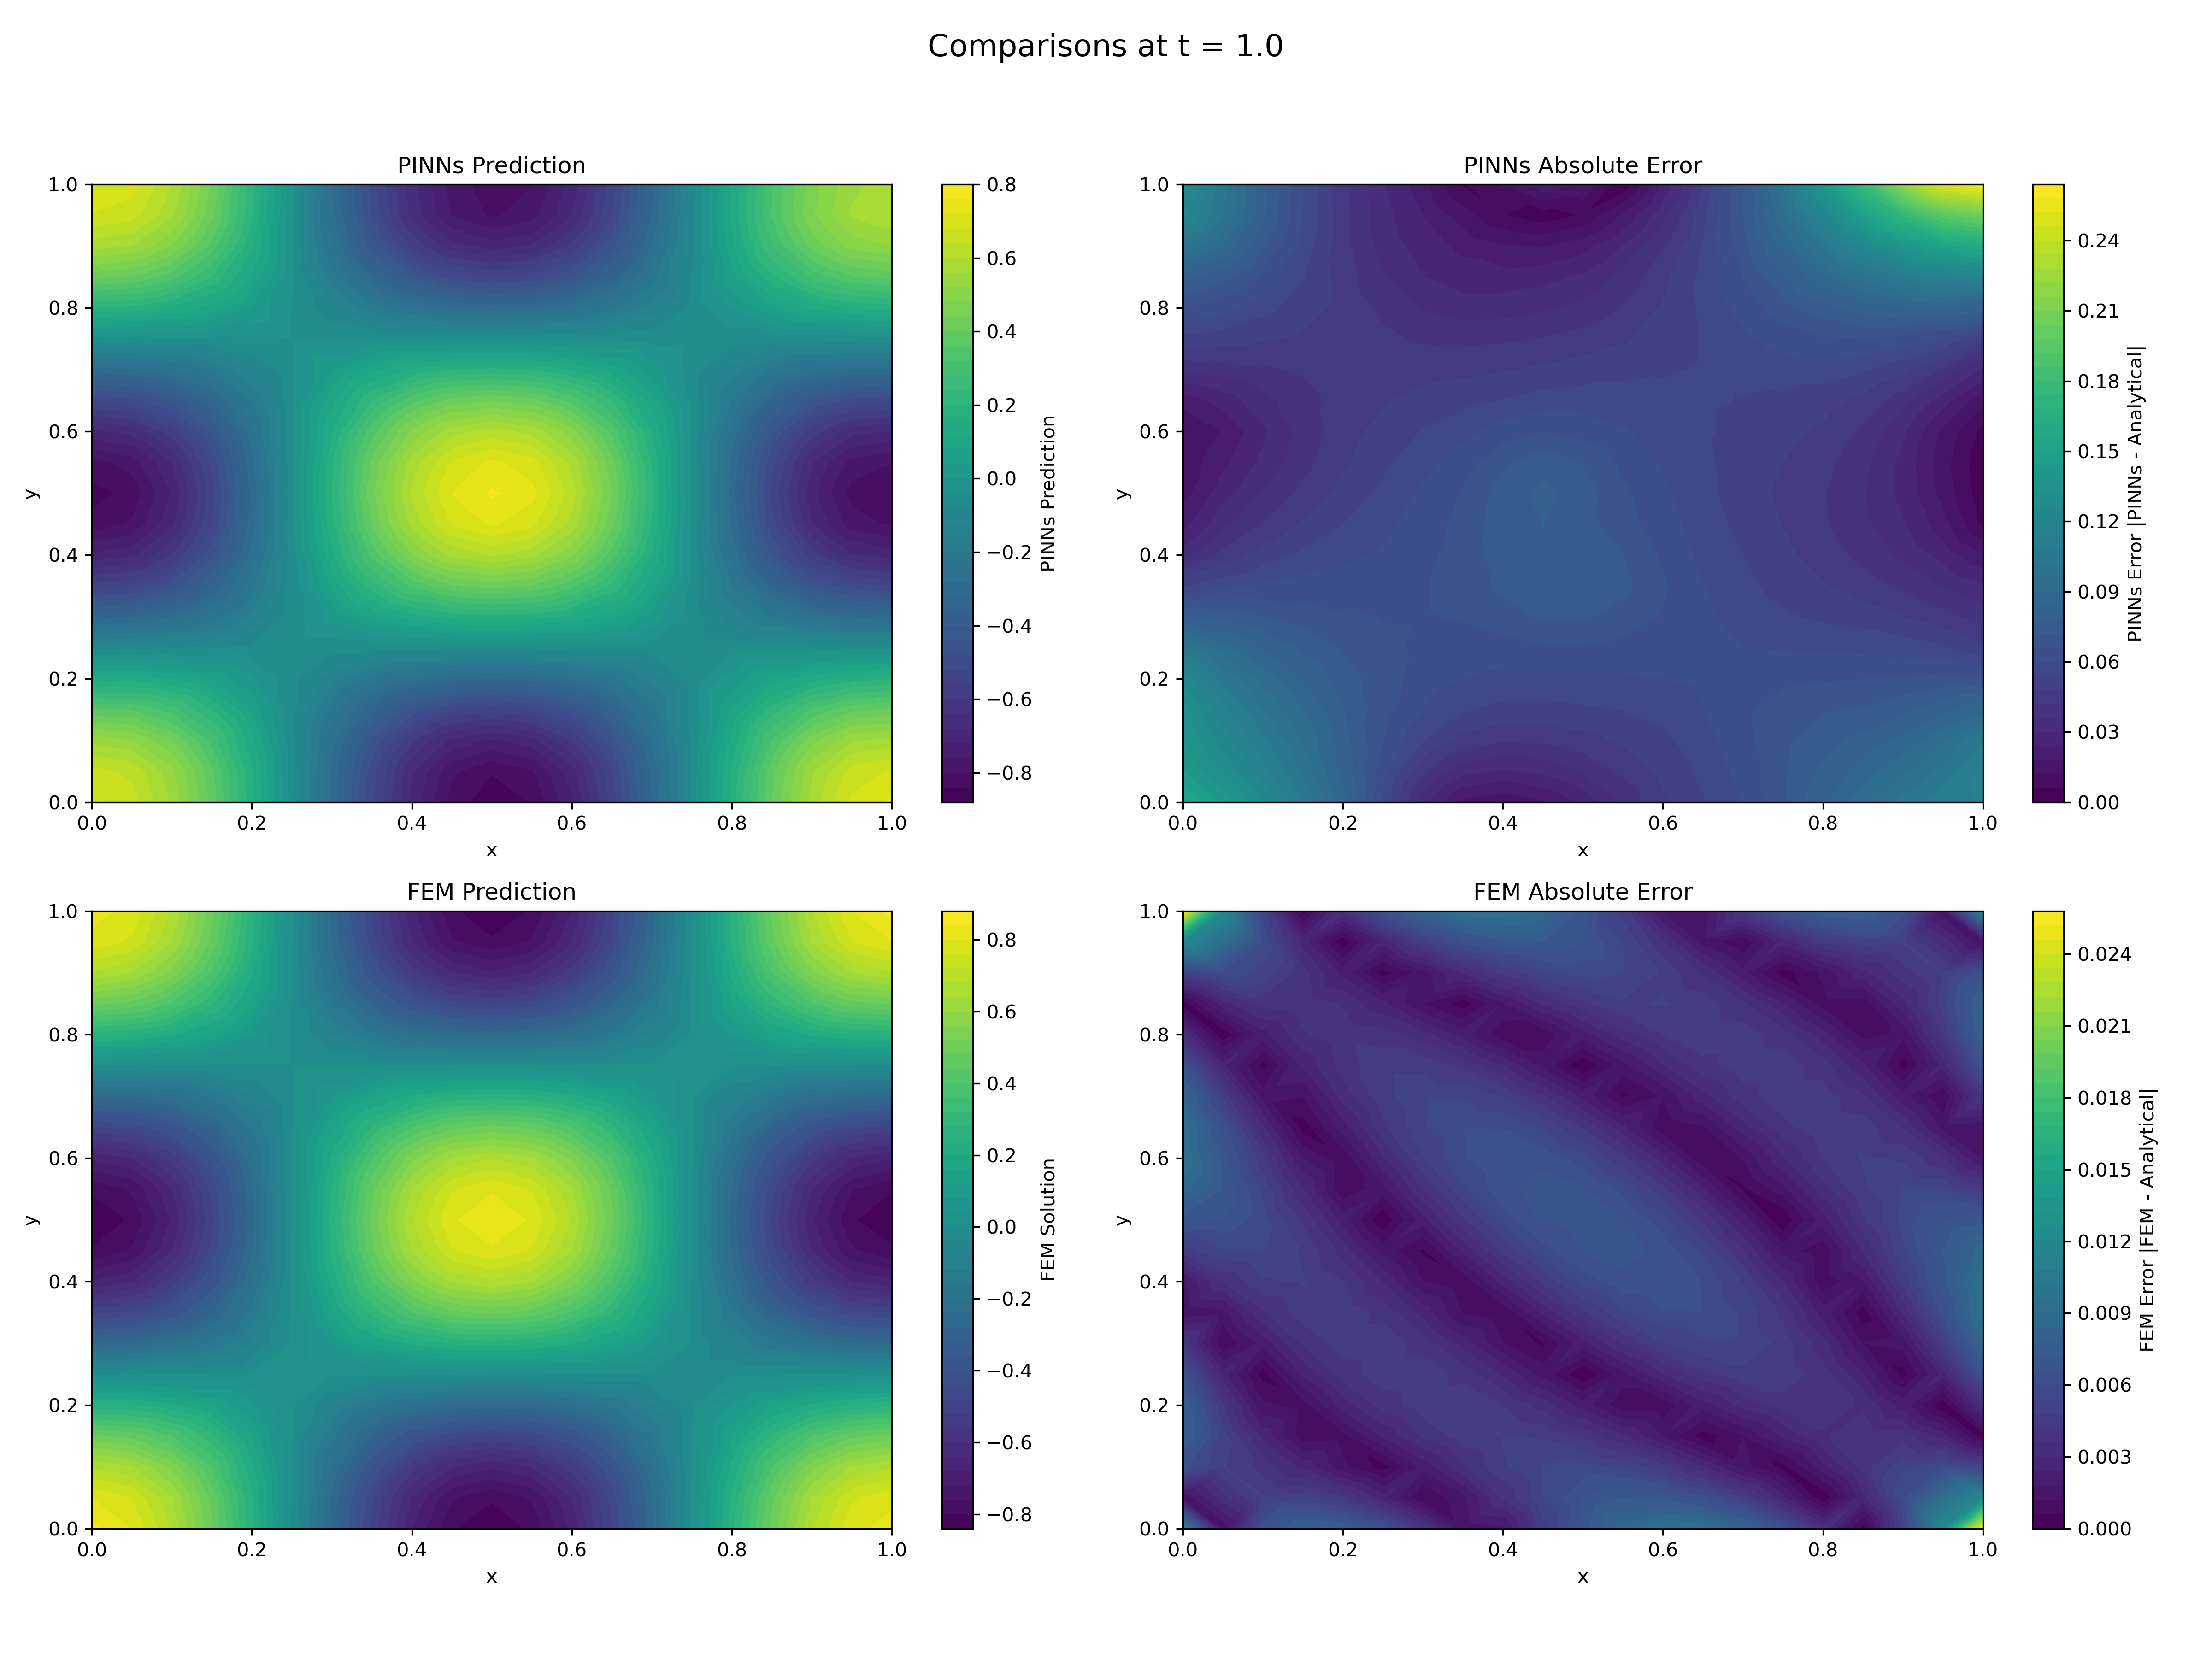 Comparisons at t = 1.0
PINNs Prediction
1.0
0.8
0.6
0.4
0.2
0.0
y
0.0 0.2 0.4 0.6 0.8 1.0
x
0.8
0.6
0.4
0.2
0.0
−0.2
−0.4
−0.6
−0.8
PINNs Prediction
PINNs Absolute Error
1.0
0.8
0.6
0.4
0.2
0.0
y
0.0 0.2 0.4 0.6 0.8 1.0
x
0.24
0.21
0.18
0.15
0.12
0.09
0.06
0.03
0.00
PINNs Error |PINNs - Analytical|
FEM Prediction
1.0
0.8
0.6
0.4
0.2
0.0
y
0.0 0.2 0.4 0.6 0.8 1.0
x
0.8
0.6
0.4
0.2
0.0
−0.2
−0.4
−0.6
−0.8
FEM Solution
FEM Absolute Error
1.0
0.8
0.6
0.4
0.2
0.0
y
0.0 0.2 0.4 0.6 0.8 1.0
x
0.024
0.021
0.018
0.015
0.012
0.009
0.006
0.003
0.000
FEM Error |FEM - Analytical|